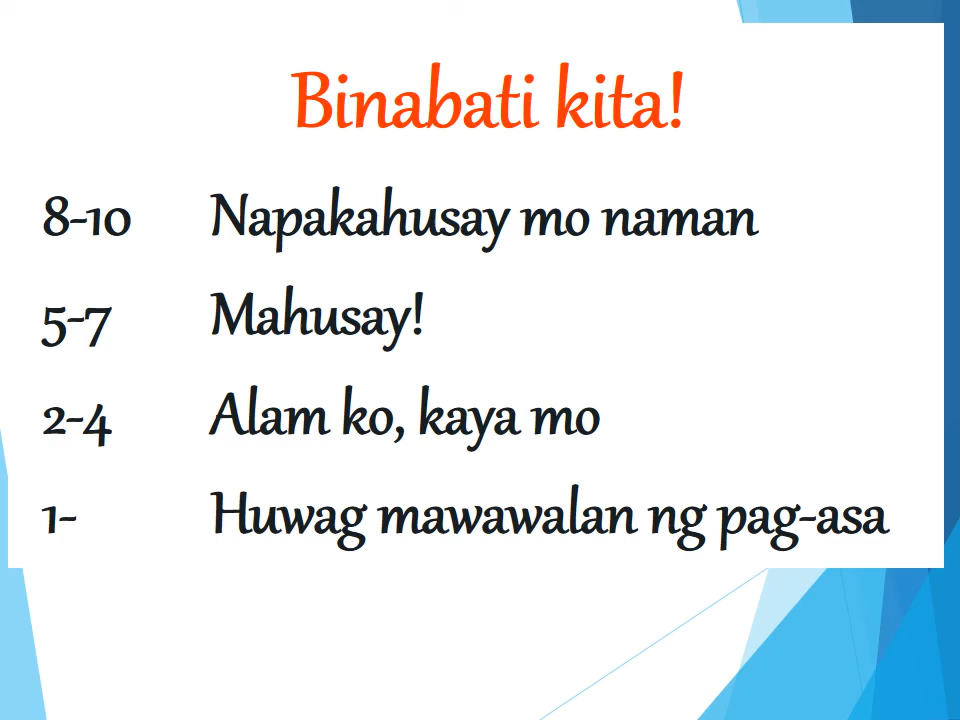 Binabati kita!
8-10 Napakahusay mo naman
5-7 Mahusay!
2-4 Alam ko, kaya mo
1- Huwag mawawalan ng pag-asa